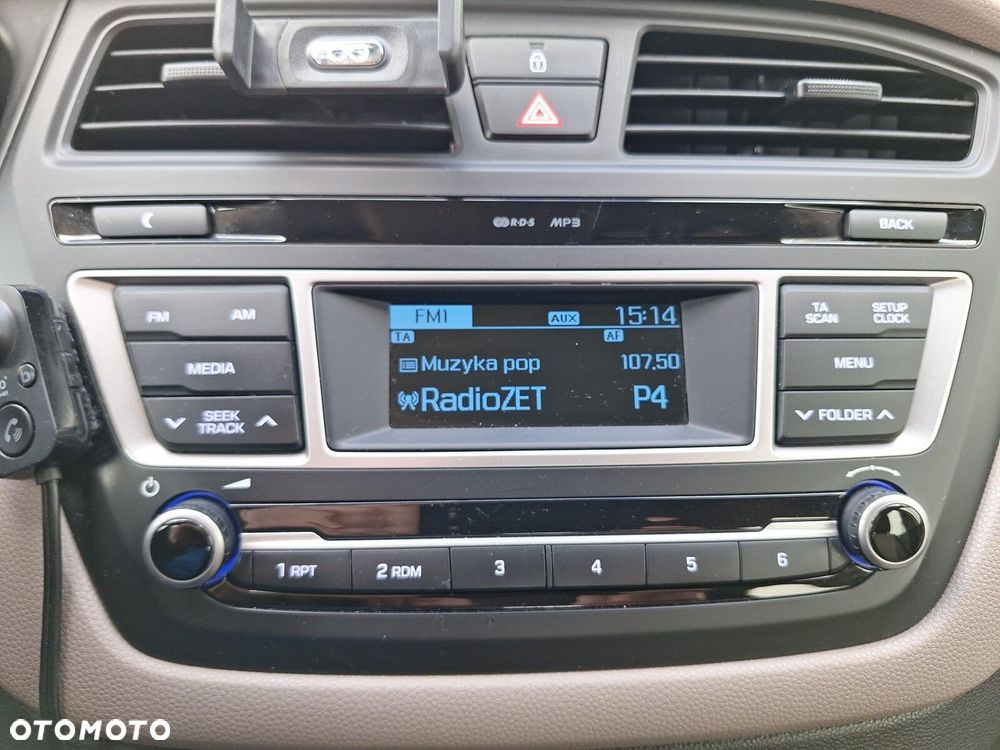 RDS MP3
BACK
FM AM
MEDIA
SEEK
TRACK
FM1 AUX 15:14
TA AF
Muzyka pop 107.50
RadioZET P4
TA
SCAN
SETUP
CLOCK
MENU
FOLDER
1 RPT 2 RDM 3 4 5 6
OTOMOTO